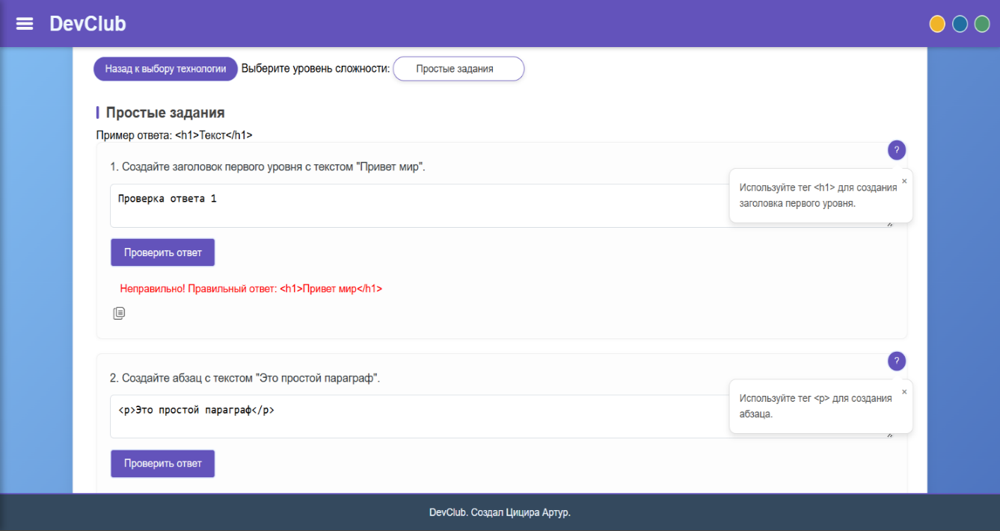 DevClub
Назад к выбору технологии Выберите уровень сложности: Простые задания
Простые задания
Пример ответа: <h1>Текст</h1>
?
1. Создайте заголовок первого уровня с текстом "Привет мир".
Используйте тег <h1> для создания ×
заголовка первого уровня.
Проверка ответа 1
Проверить ответ
Неправильно! Правильный ответ: <h1>Привет мир</h1>
?
2. Создайте абзац с текстом "Это простой параграф".
Используйте тег <p> для создания ×
абзаца.
<p>Это простой параграф</p>
Проверить ответ
DevClub. Создал Цицира Артур.